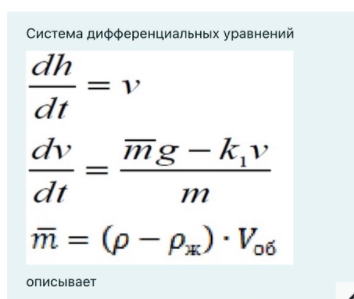 Система дифференциальных уравнений
dh/dt = v
dv/dt = (m̅g − k₁v)/m
m̅ = (ρ − ρж) · Vоб
описывает